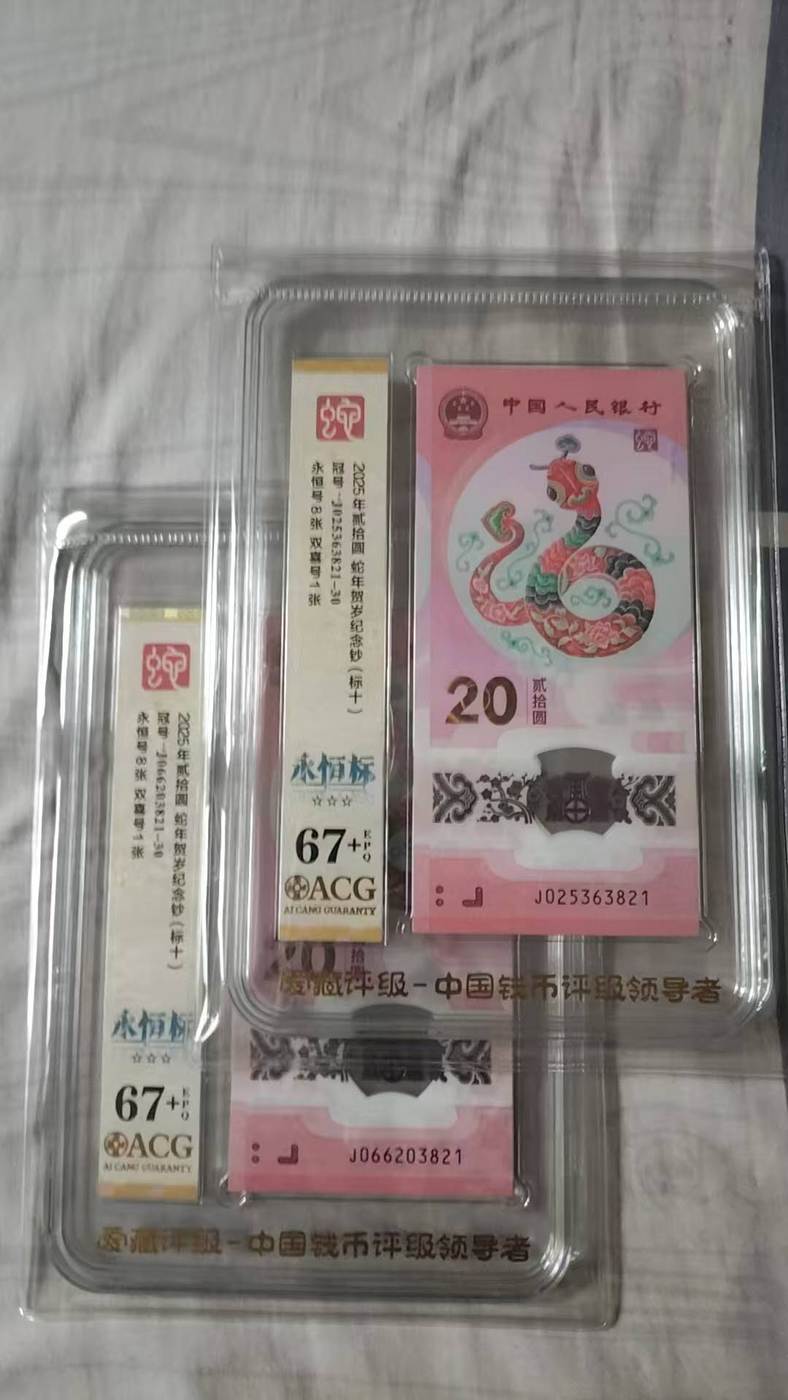 蛇
2025年贰拾圆 蛇年贺岁纪念钞(标十)
冠号-J025363821-30
永恒号8张 双喜号1张
永恒标
☆☆☆
67+EPQ
ACG
AI CANG GUARANTY
中国人民银行
20
贰拾圆
J025363821
爱藏评级-中国钱币评级领导者
蛇
2025年贰拾圆 蛇年贺岁纪念钞(标十
冠号-J066203821-30
永恒号8张 双喜号1张
永恒标
☆☆☆
67+EPQ
ACG
AI CANG GUARANTY
20
J066203821
爱藏评级-中国钱币评级领导者